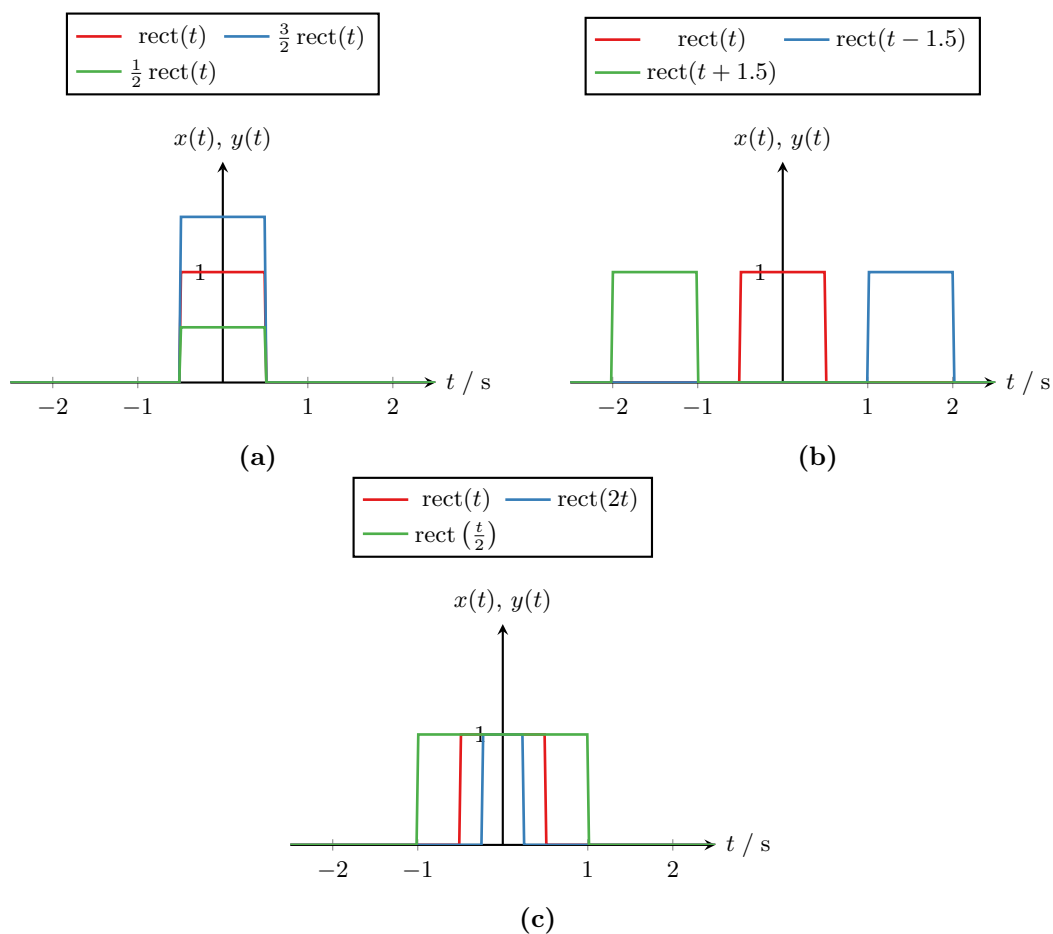 rect(t) 3/2 rect(t)
1/2 rect(t)
x(t), y(t)
1
t / s
−2 −1 1 2
(a)
rect(t) rect(t − 1.5)
rect(t + 1.5)
x(t), y(t)
1
t / s
−2 −1 1 2
(b)
rect(t) rect(2t)
rect (t/2)
x(t), y(t)
1
t / s
−2 −1 1 2
(c)